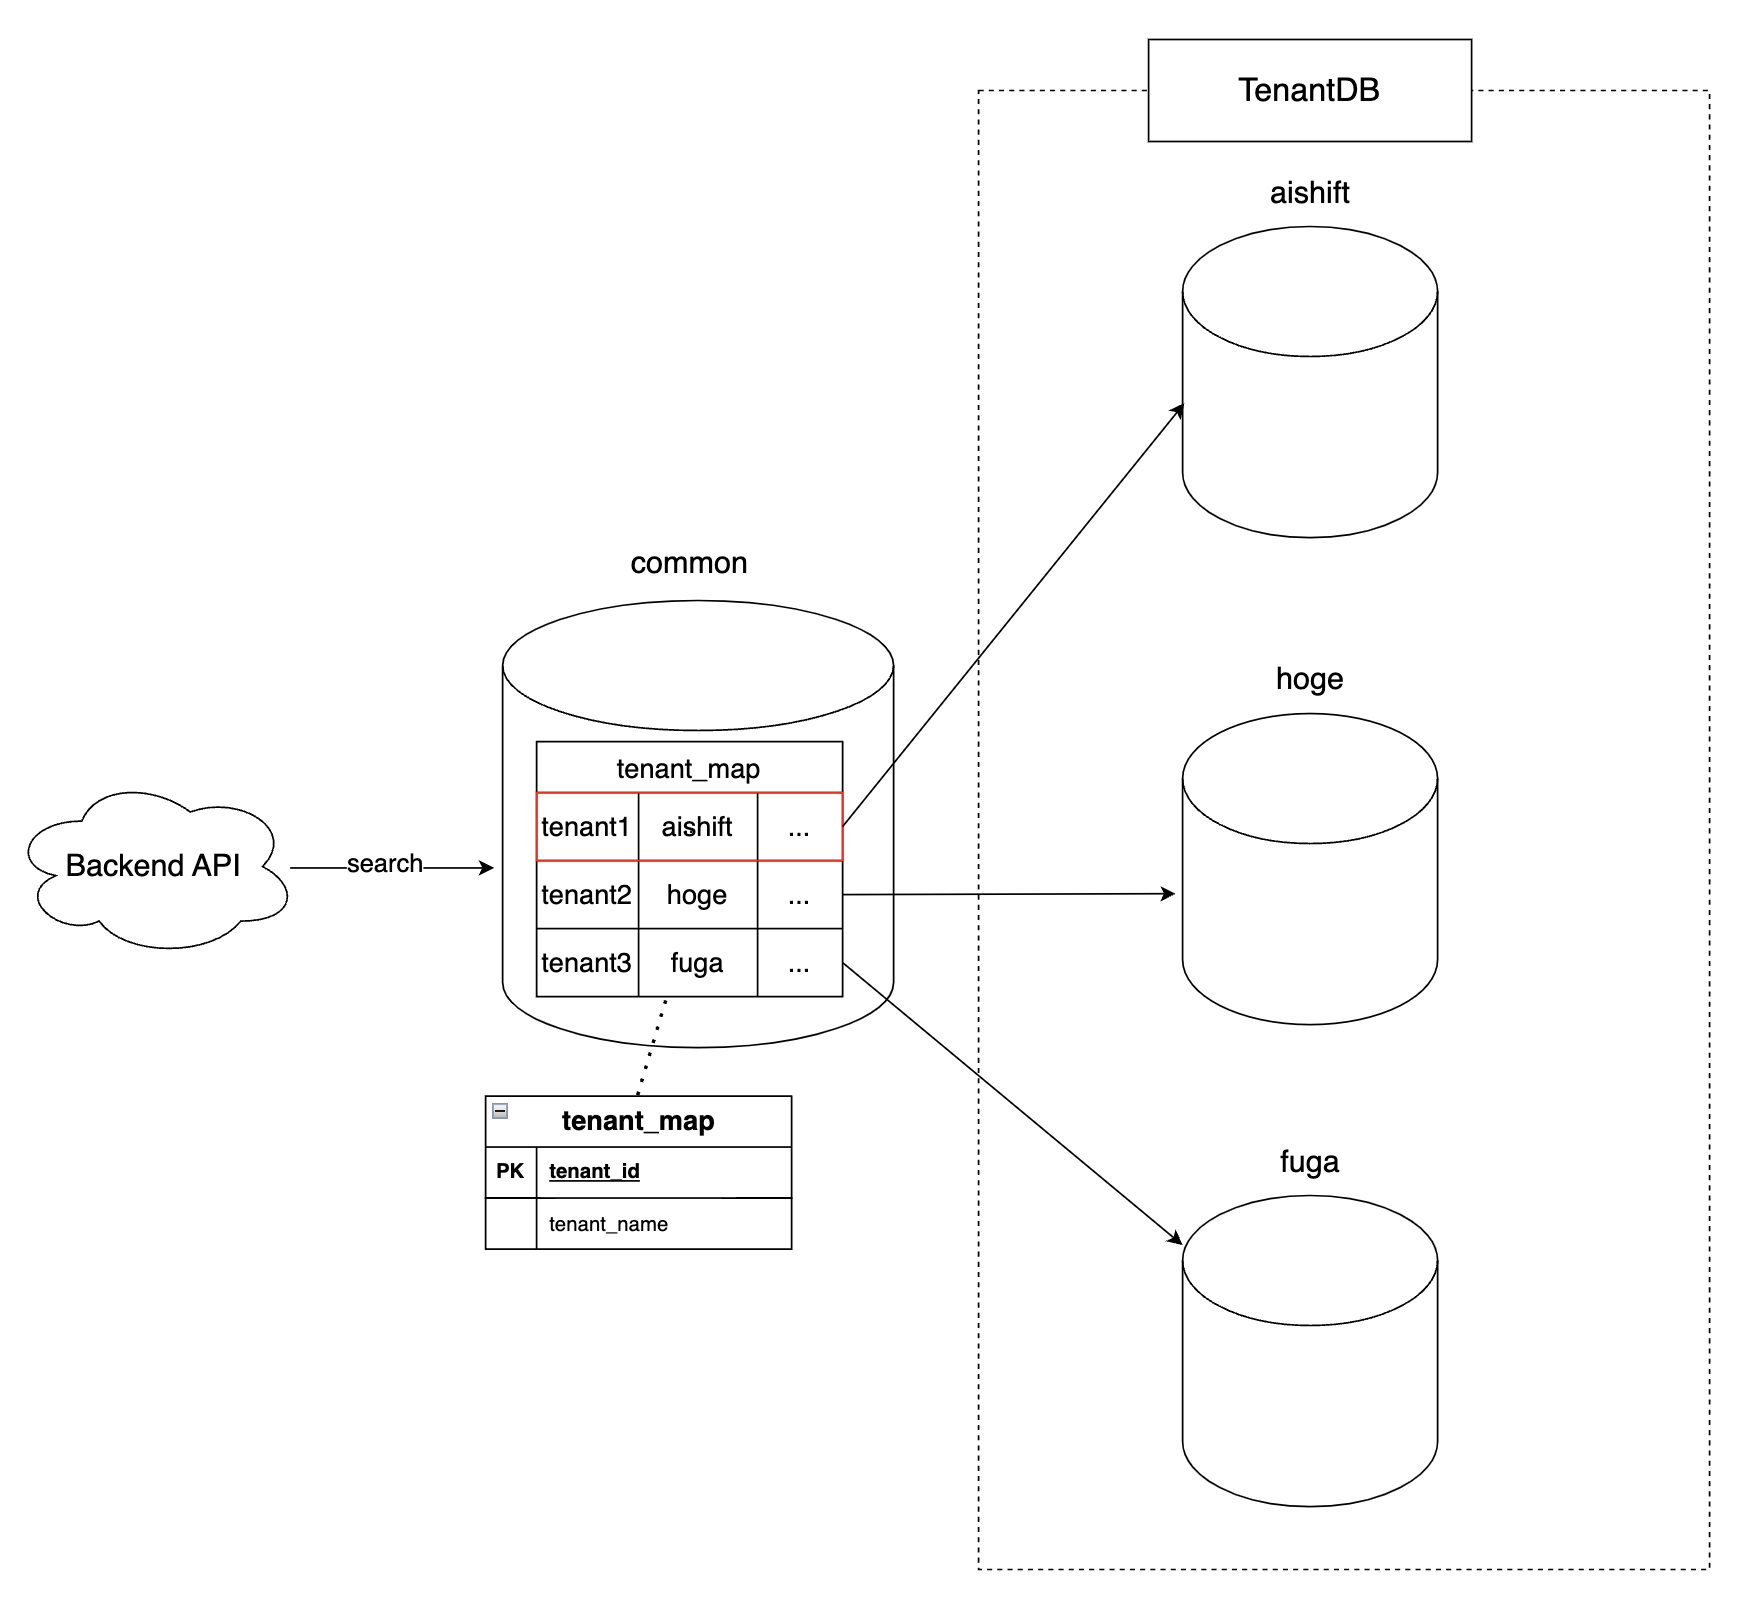 TenantDB
aishift
common
hoge
tenant_map
tenant1 aishift ...
tenant2 hoge ...
tenant3 fuga ...
Backend API
search
tenant_map
PK tenant_id
tenant_name
fuga